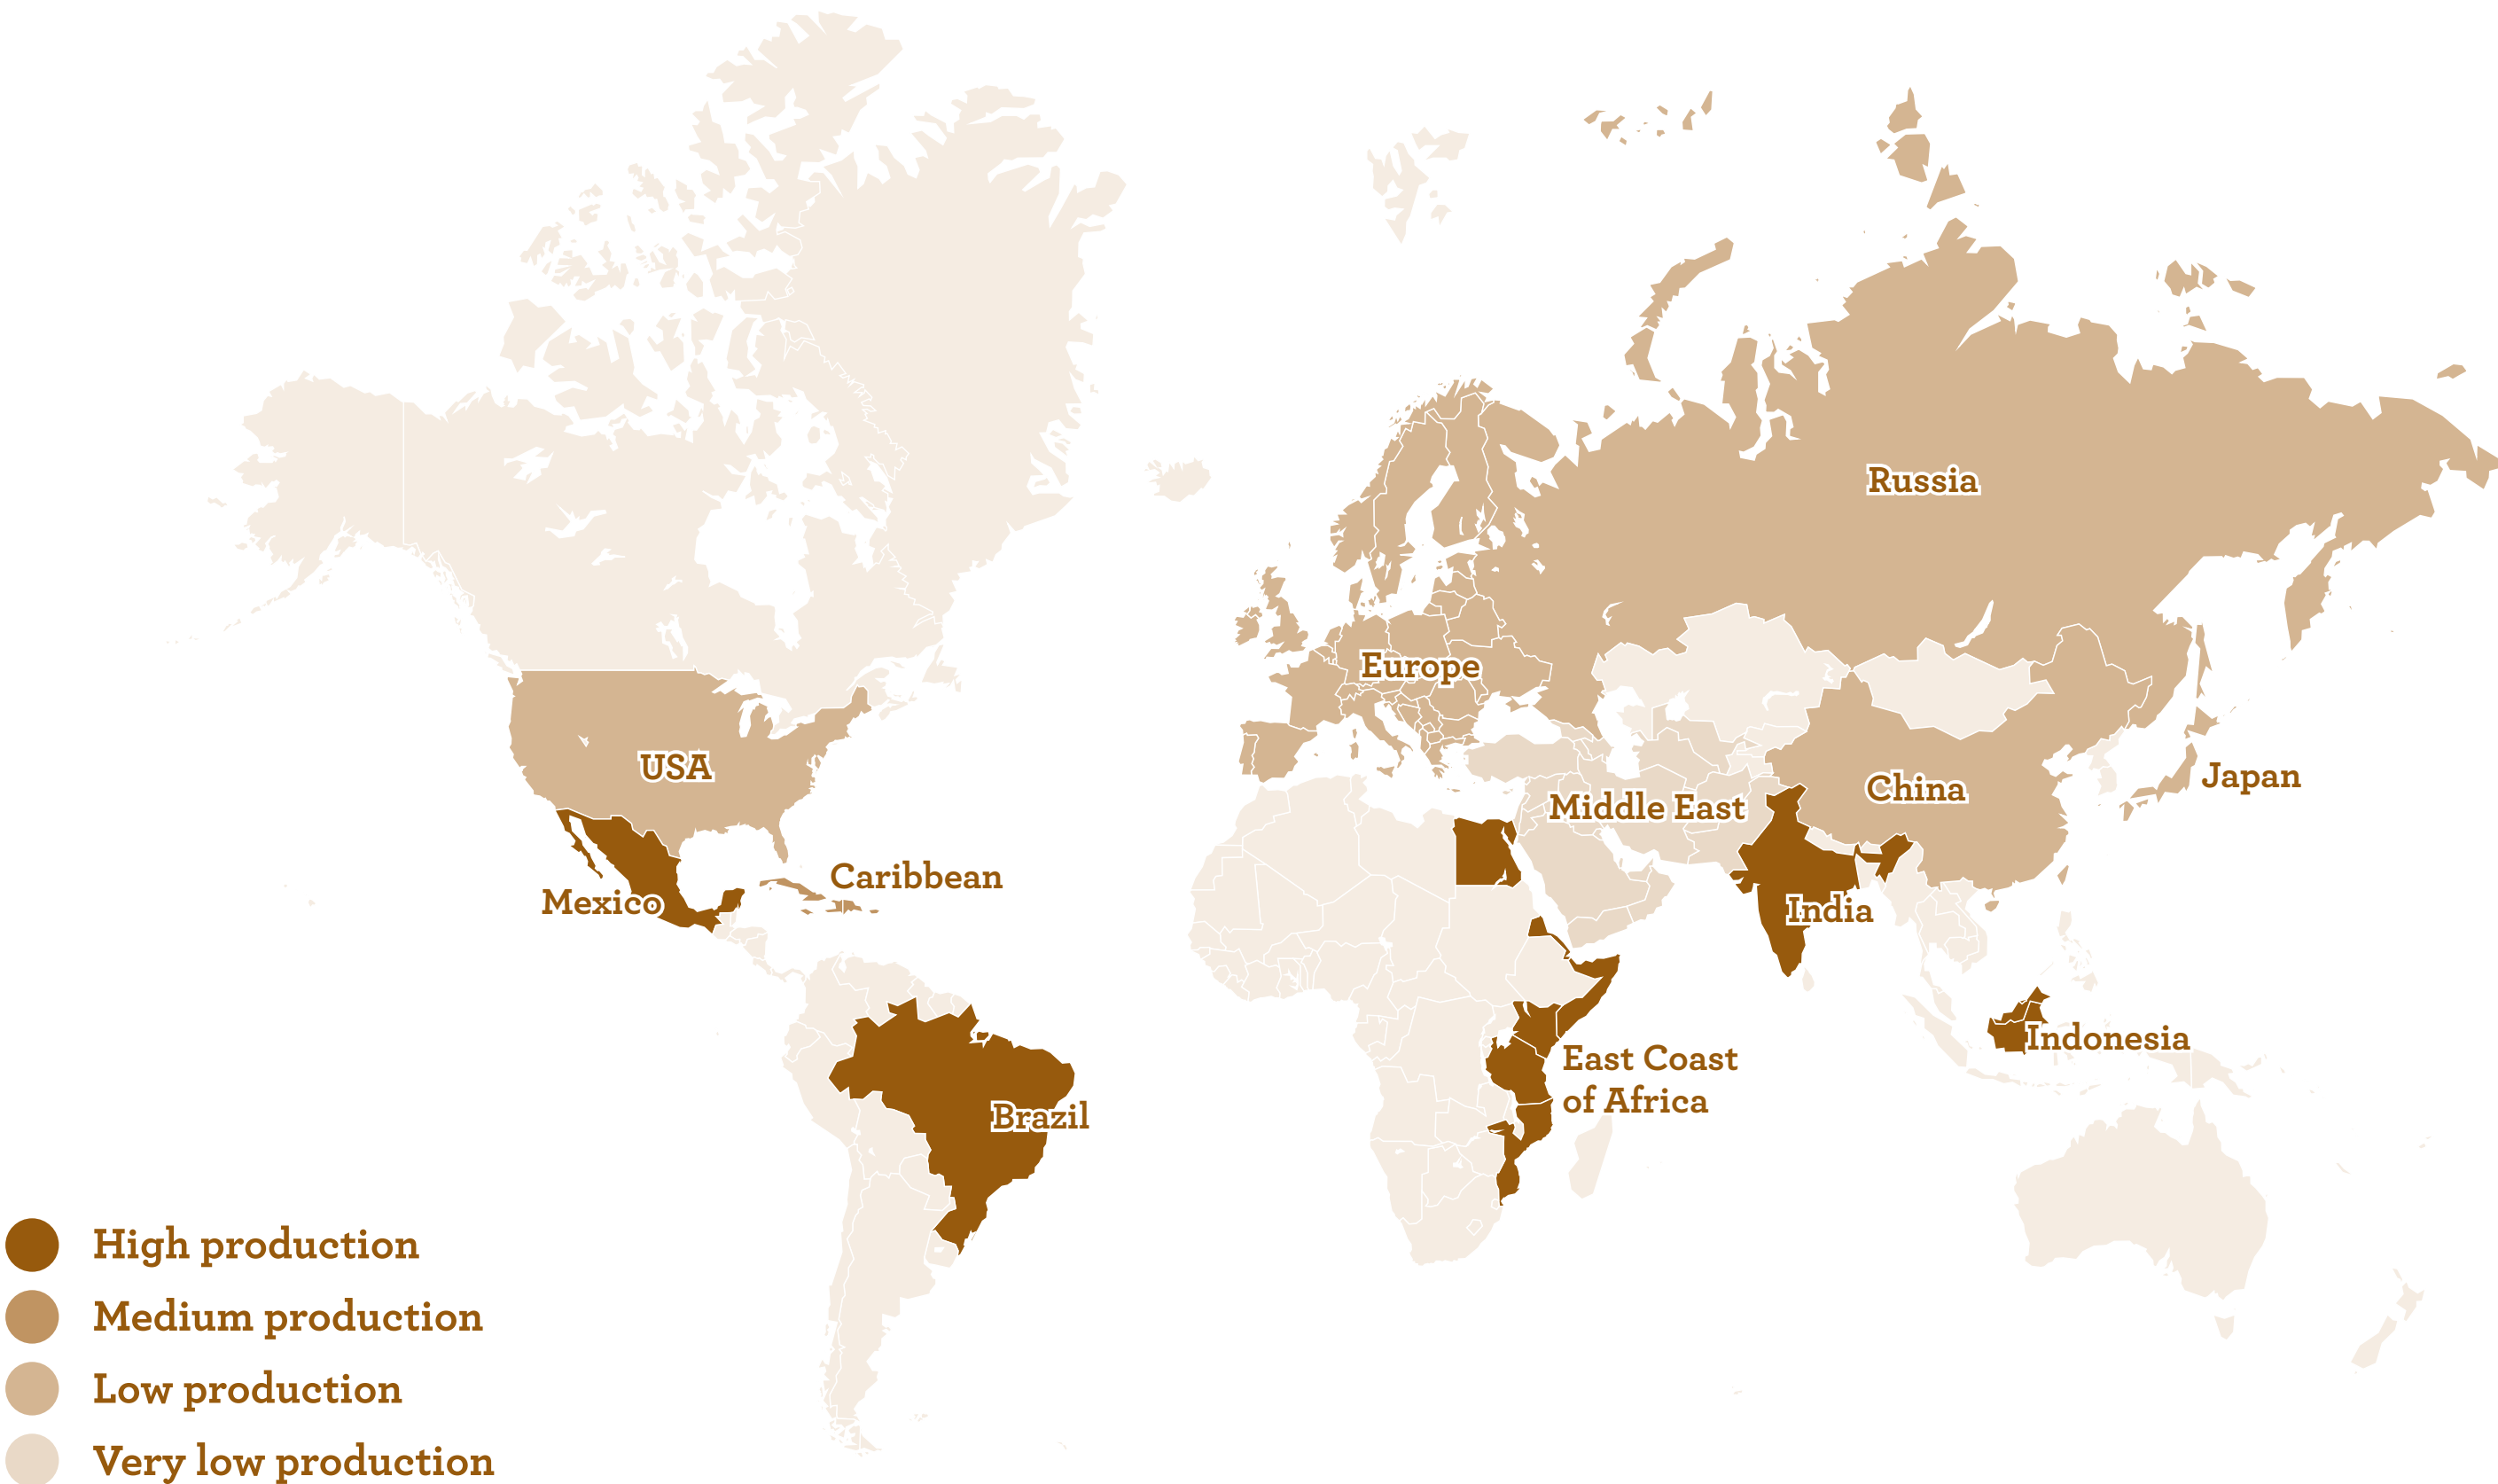 Russia
Europe
USA
Japan
China
Middle East
Caribbean
Mexico
India
Indonesia
East Coast
of Africa
Brazil
High production
Medium production
Low production
Very low production